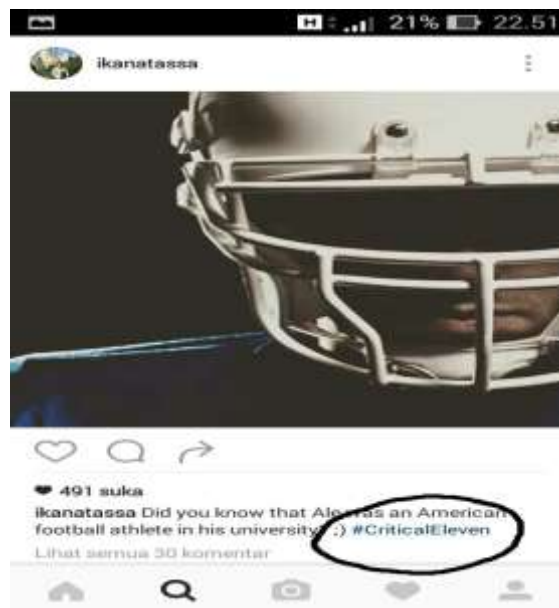 H 21% 22.51
ikanatassa
491 suka
ikanatassa Did you know that Ale was an American
football athlete in his university? ;) #CriticalEleven
Lihat semua 30 komentar